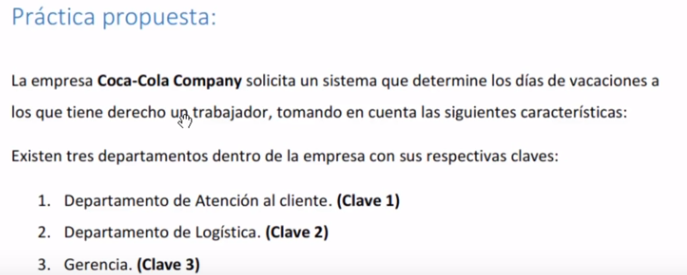 Práctica propuesta:
La empresa Coca-Cola Company solicita un sistema que determine los días de vacaciones a
los que tiene derecho un trabajador, tomando en cuenta las siguientes características:
Existen tres departamentos dentro de la empresa con sus respectivas claves:
1. Departamento de Atención al cliente. (Clave 1)
2. Departamento de Logística. (Clave 2)
3. Gerencia. (Clave 3)